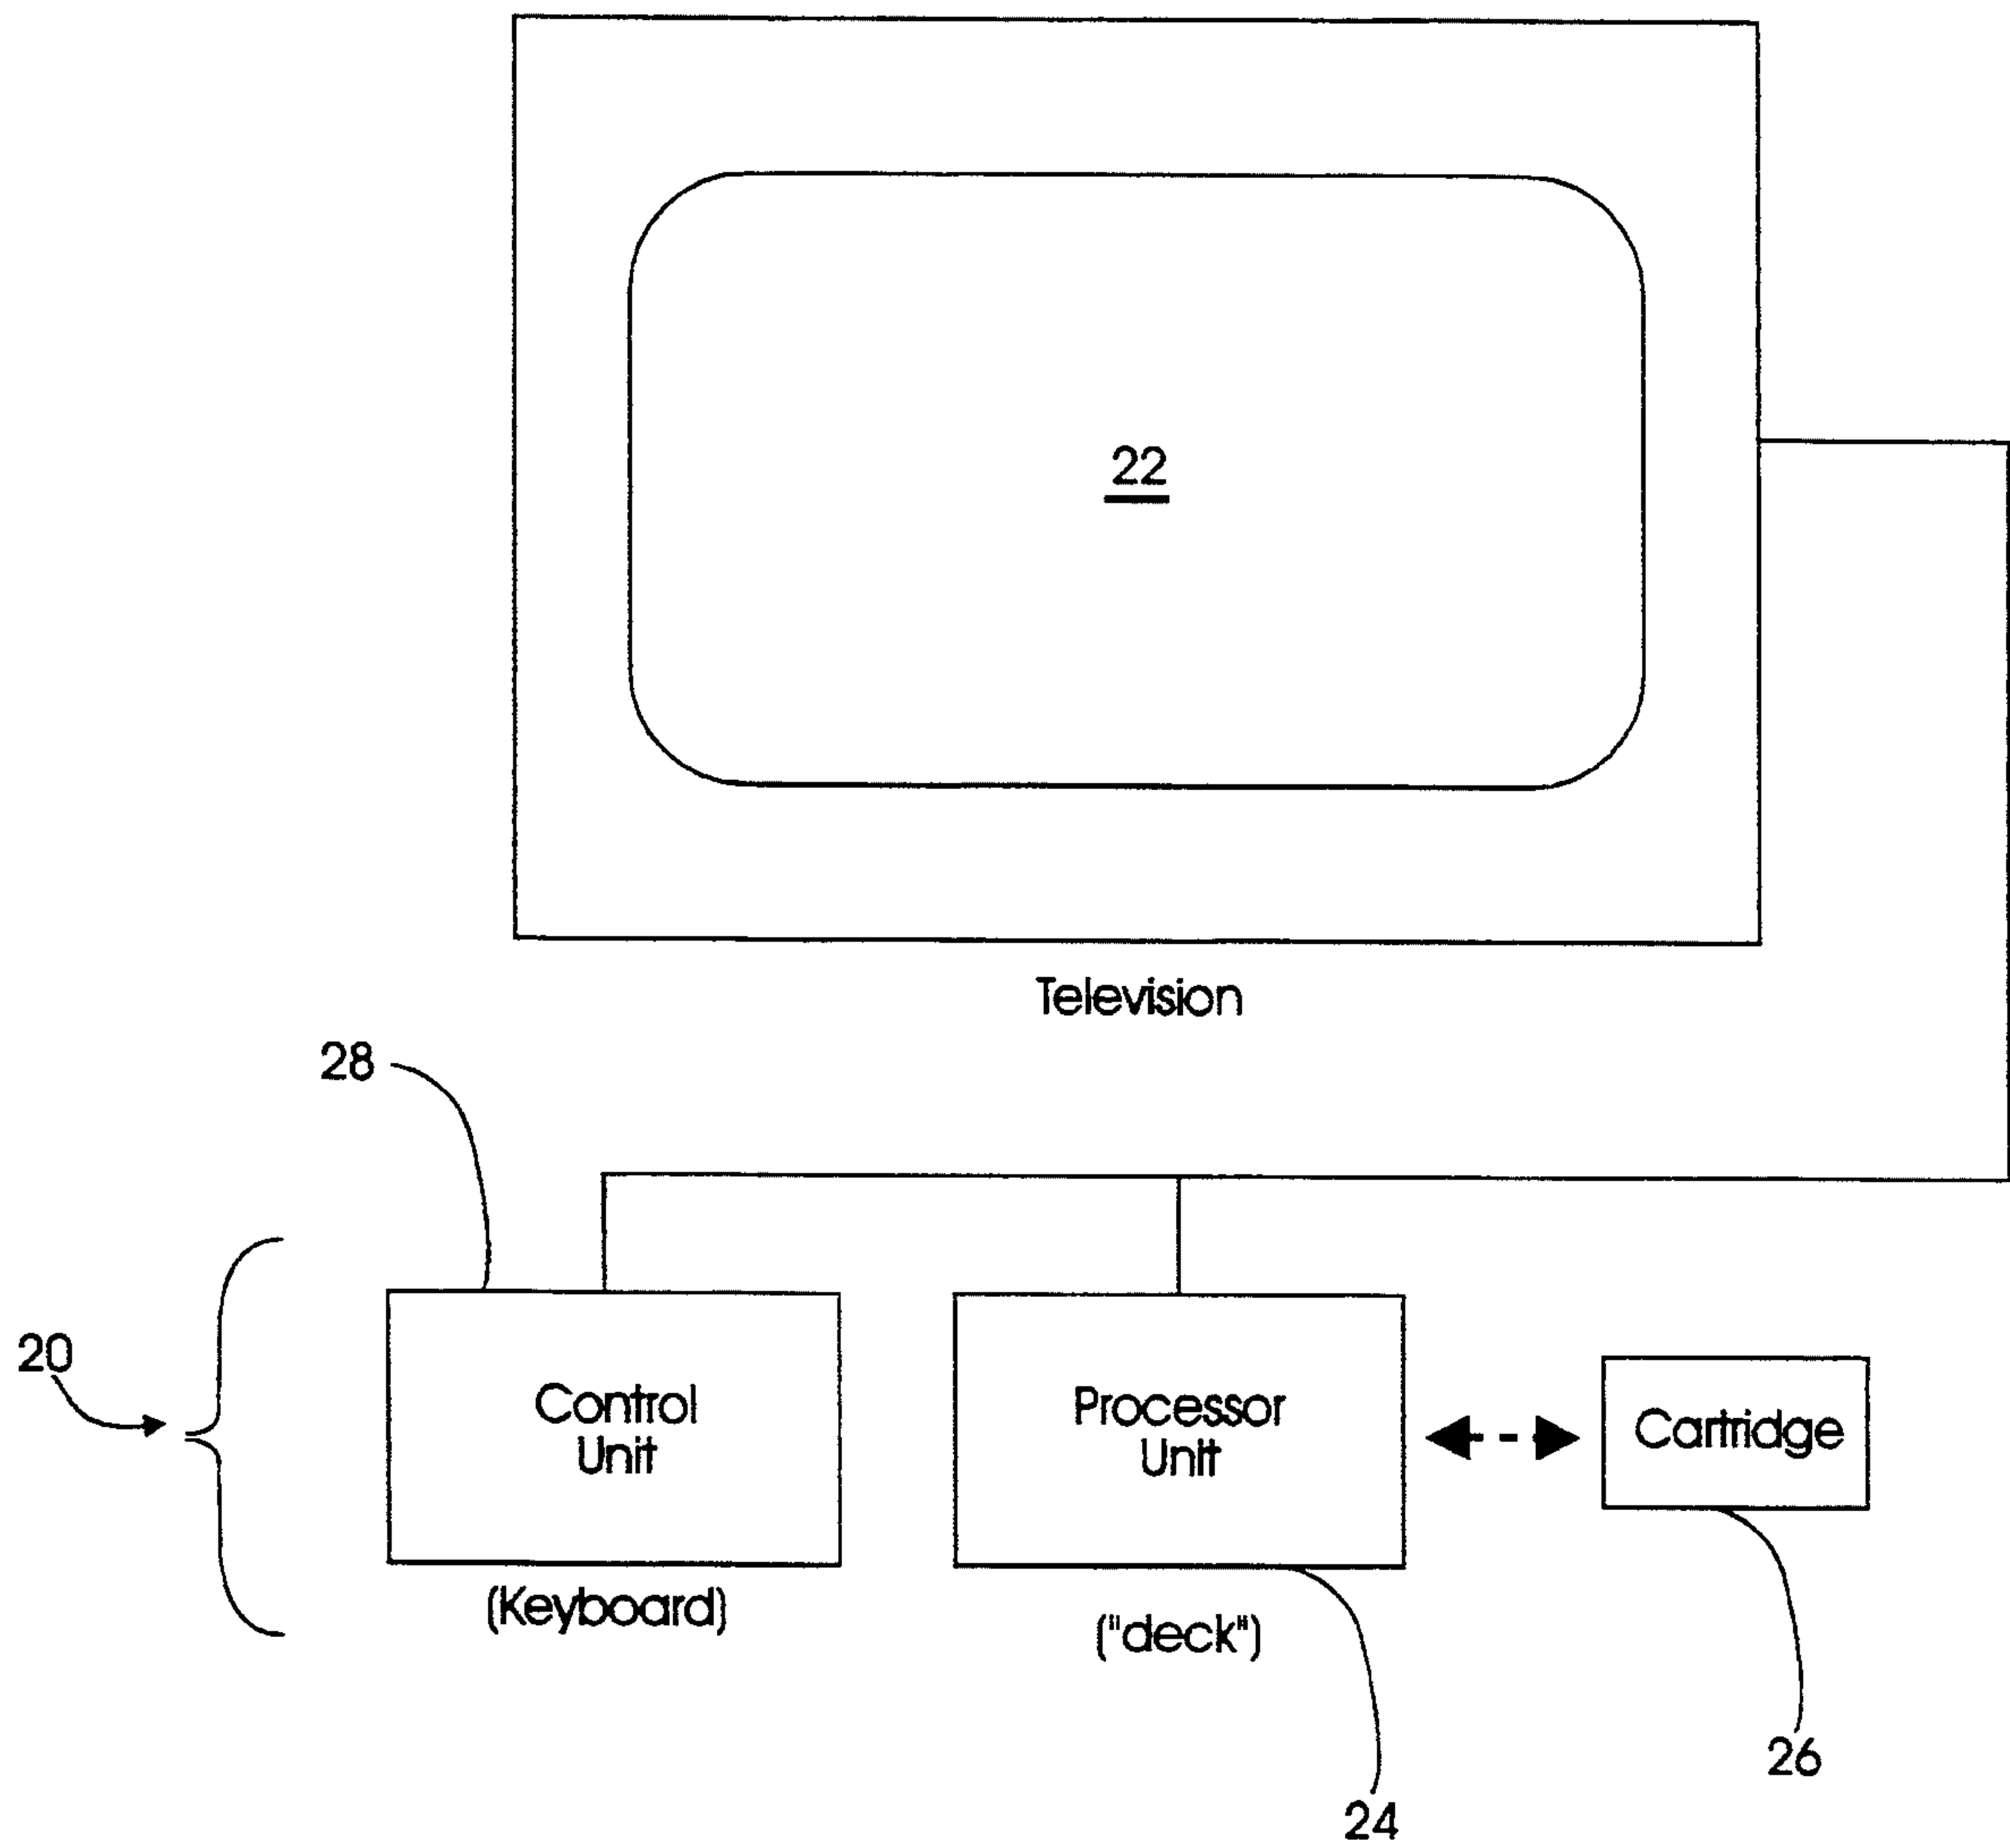 22
Television
28
20
Control
Unit
Processor
Unit
Cartridge
(Keyboard)
("deck")
26
24